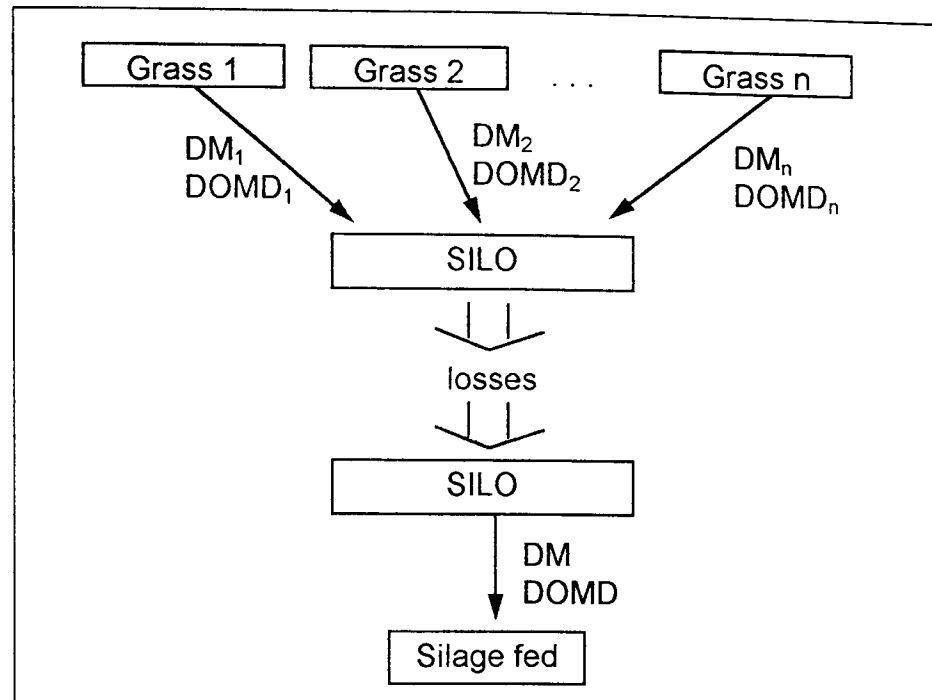 Grass 1
Grass 2
. . .
Grass n
DM₁
DOMD₁
DM₂
DOMD₂
DMₙ
DOMDₙ
SILO
losses
SILO
DM
DOMD
Silage fed